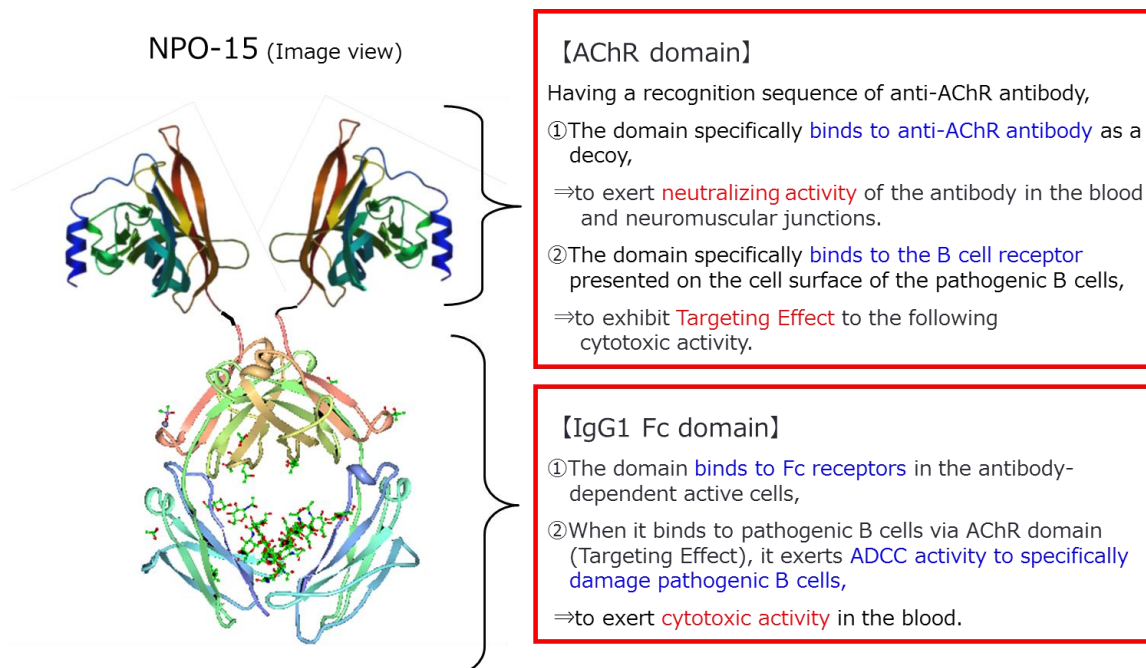 NPO-15 (Image view)
【AChR domain】
Having a recognition sequence of anti-AChR antibody,
①The domain specifically binds to anti-AChR antibody as a
decoy,
⇒to exert neutralizing activity of the antibody in the blood
and neuromuscular junctions.
②The domain specifically binds to the B cell receptor
presented on the cell surface of the pathogenic B cells,
⇒to exhibit Targeting Effect to the following
cytotoxic activity.
【IgG1 Fc domain】
①The domain binds to Fc receptors in the antibody-
dependent active cells,
②When it binds to pathogenic B cells via AChR domain
(Targeting Effect), it exerts ADCC activity to specifically
damage pathogenic B cells,
⇒to exert cytotoxic activity in the blood.